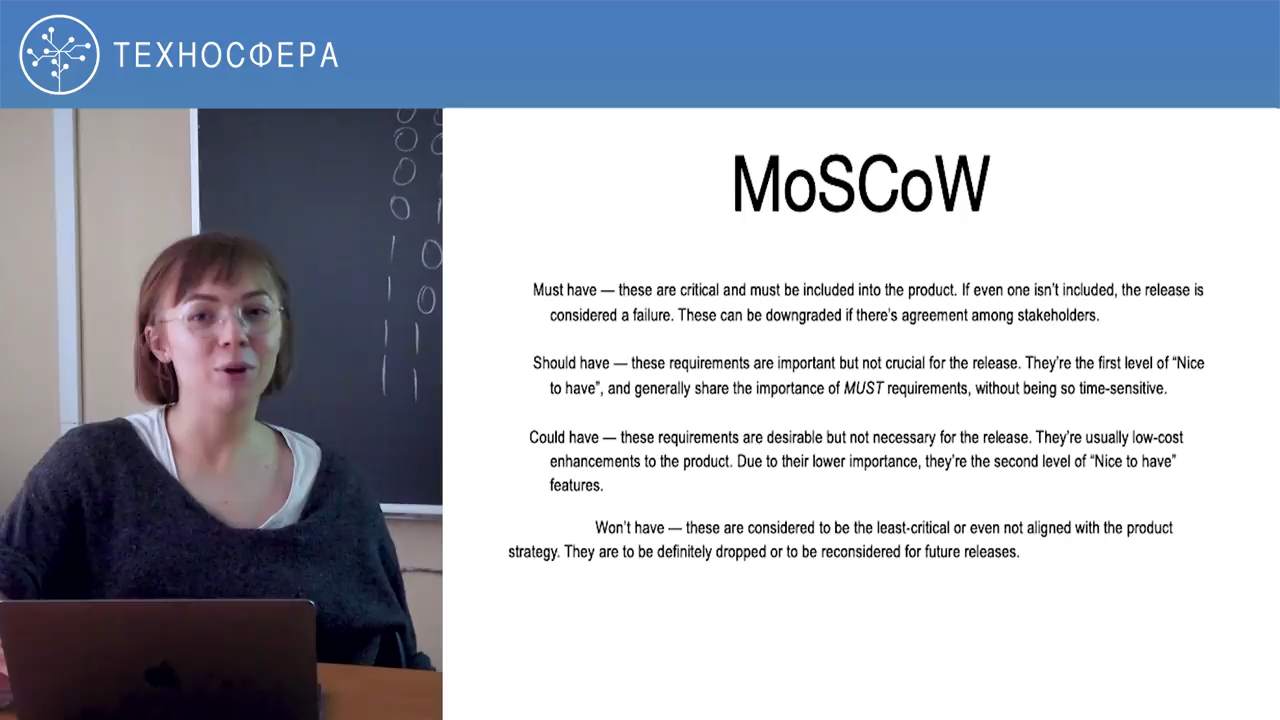 ТЕХНОСФЕРА
MoSCoW
Must have — these are critical and must be included into the product. If even one isn’t included, the release is
considered a failure. These can be downgraded if there’s agreement among stakeholders.
Should have — these requirements are important but not crucial for the release. They’re the first level of “Nice
to have”, and generally share the importance of MUST requirements, without being so time-sensitive.
Could have — these requirements are desirable but not necessary for the release. They’re usually low-cost
enhancements to the product. Due to their lower importance, they’re the second level of “Nice to have”
features.
Won’t have — these are considered to be the least-critical or even not aligned with the product
strategy. They are to be definitely dropped or to be reconsidered for future releases.